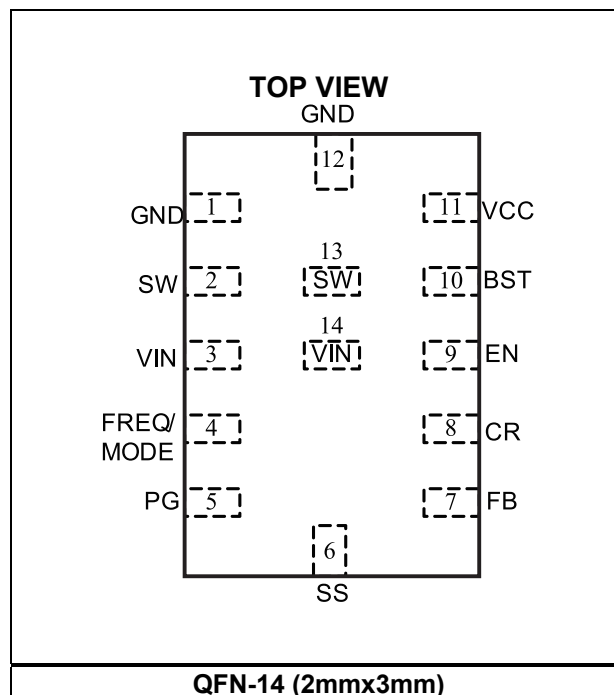 TOP VIEW
GND
12
GND 1
11 VCC
13
SW 2
SW
10 BST
14
VIN 3
VIN
9 EN
FREQ/
MODE
4
8 CR
PG 5
7 FB
6
SS
QFN-14 (2mmx3mm)